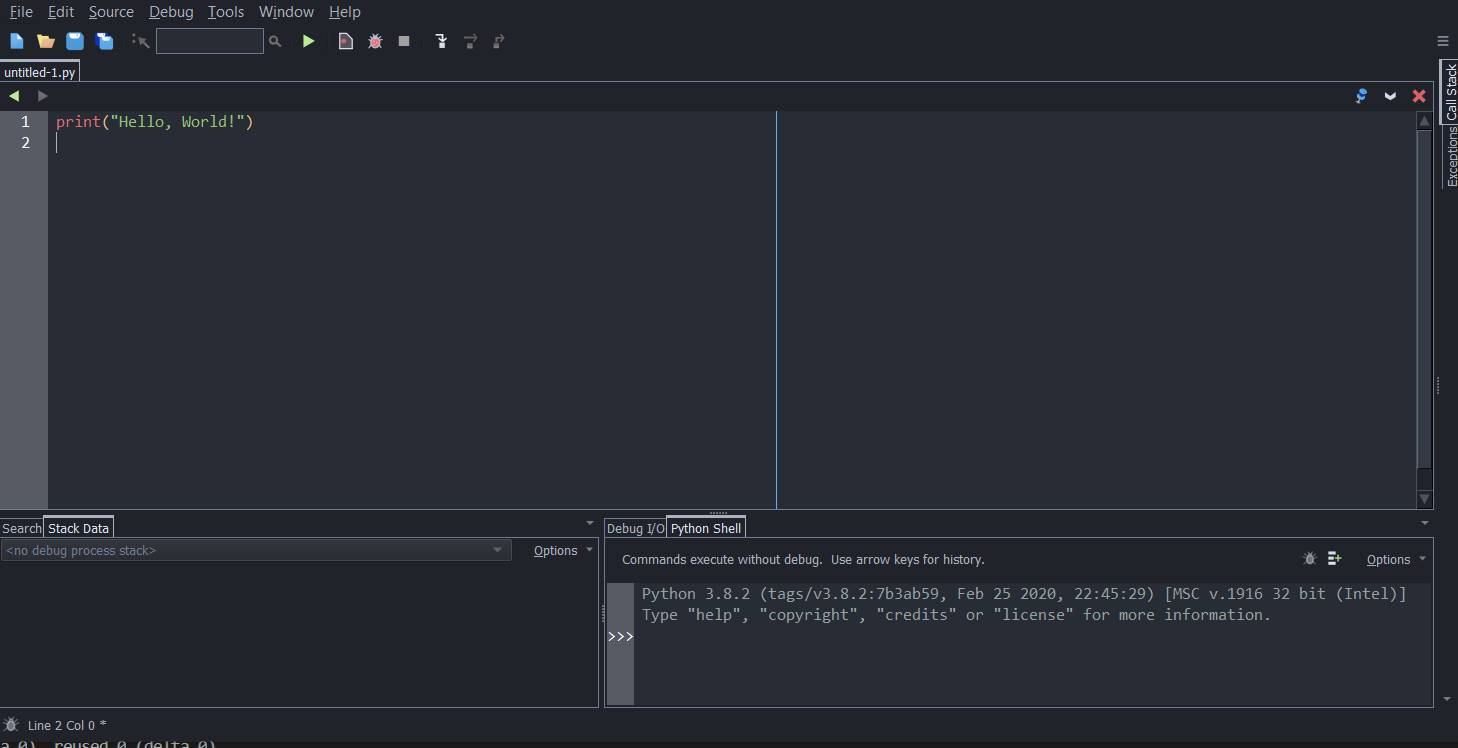 File Edit Source Debug Tools Window Help
untitled-1.py
Call Stack
Exceptions
1 print("Hello, World!")
2
Search Stack Data
<no debug process stack> Options
Debug I/O Python Shell
Commands execute without debug. Use arrow keys for history. Options
Python 3.8.2 (tags/v3.8.2:7b3ab59, Feb 25 2020, 22:45:29) [MSC v.1916 32 bit (Intel)]
Type "help", "copyright", "credits" or "license" for more information.
>>>
Line 2 Col 0 *
a 0), reused 0 (delta 0)